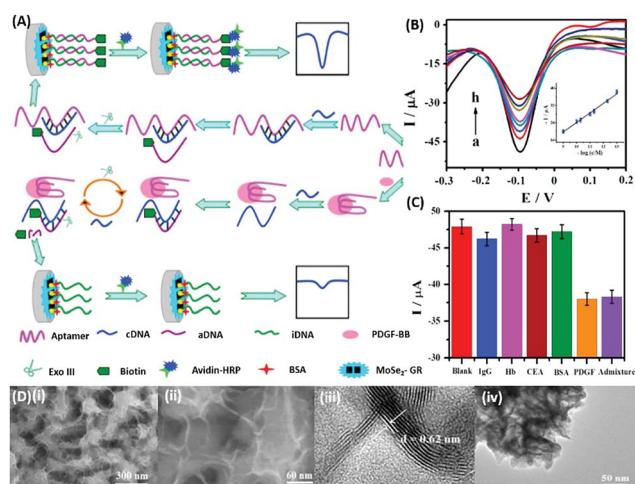 (A)
Aptamer cDNA aDNA iDNA PDGF-BB
Exo III Biotin Avidin-HRP BSA MoSe2- GR
B
I / μA
0
-15
-30
-45
h
a
-0.3 -0.2 -0.1 0.0 0.1 0.2
E / V
- log (c/M)
(C)
I / μA
-50
-45
-40
-35
-30
Blank IgG Hb CEA BSA PDGF Admixture
(D)(i)
300 nm
(ii)
60 nm
(iii)
d = 0.62 nm
(iv)
50 nm